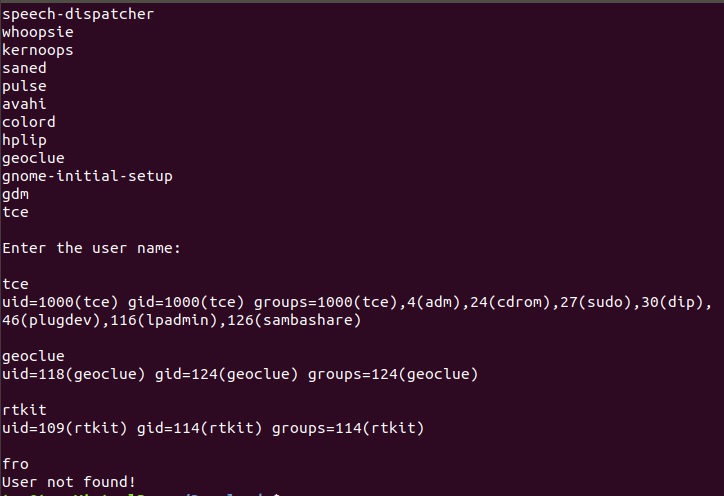 speech-dispatcher
whoopsie
kernoops
saned
pulse
avahi
colord
hplip
geoclue
gnome-initial-setup
gdm
tce
Enter the user name:
tce
uid=1000(tce) gid=1000(tce) groups=1000(tce),4(adm),24(cdrom),27(sudo),30(dip),
46(plugdev),116(lpadmin),126(sambashare)
geoclue
uid=118(geoclue) gid=124(geoclue) groups=124(geoclue)
rtkit
uid=109(rtkit) gid=114(rtkit) groups=114(rtkit)
fro
User not found!